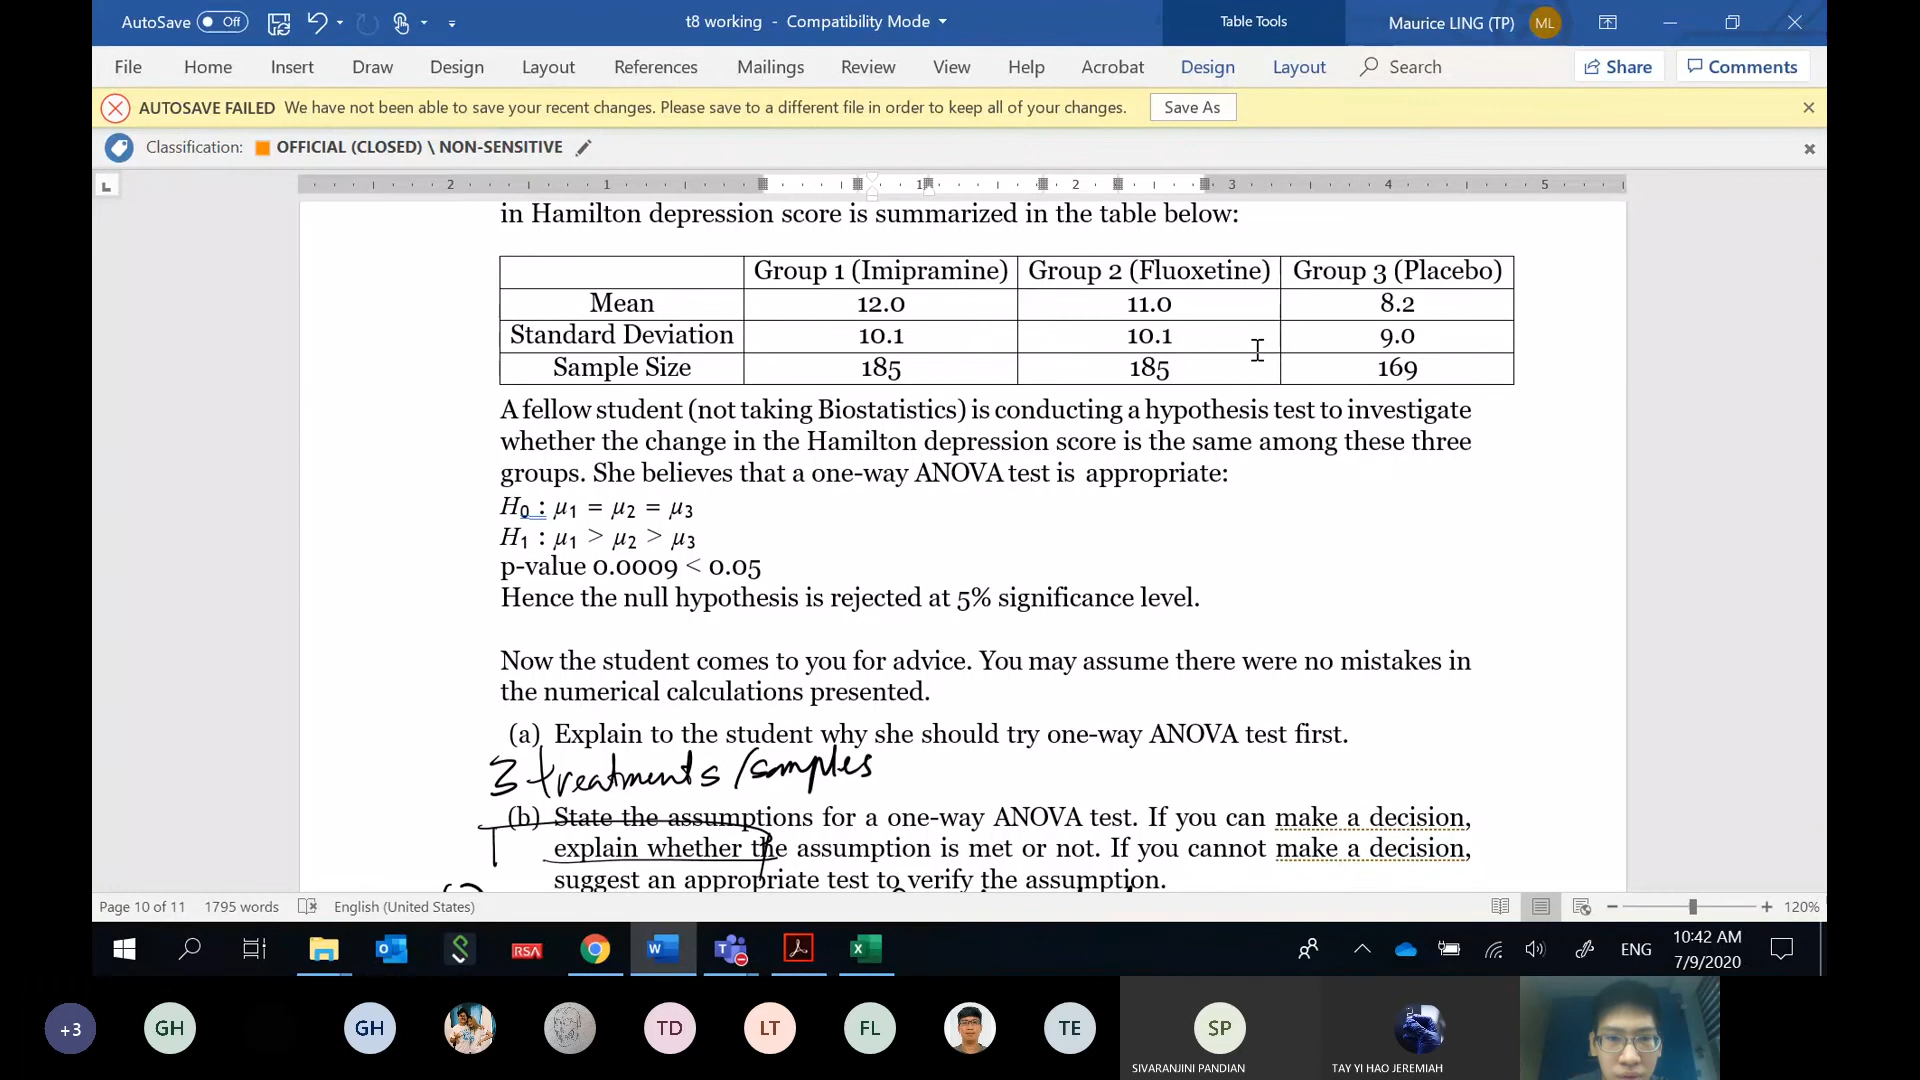 AutoSave Off t8 working - Compatibility Mode Table Tools Maurice LING (TP) ML
File Home Insert Draw Design Layout References Mailings Review View Help Acrobat Design Layout Search Share Comments
AUTOSAVE FAILED We have not been able to save your recent changes. Please save to a different file in order to keep all of your changes. Save As
Classification: OFFICIAL (CLOSED) \ NON-SENSITIVE
L 2 1 1 2 3 4 5
in Hamilton depression score is summarized in the table below:
Group 1 (Imipramine) Group 2 (Fluoxetine) Group 3 (Placebo)
Mean 12.0 11.0 8.2
Standard Deviation 10.1 10.1 9.0
Sample Size 185 185 169
A fellow student (not taking Biostatistics) is conducting a hypothesis test to investigate
whether the change in the Hamilton depression score is the same among these three
groups. She believes that a one-way ANOVA test is appropriate:
H₀ : μ₁ = μ₂ = μ₃
H₁ : μ₁ > μ₂ > μ₃
p-value 0.0009 < 0.05
Hence the null hypothesis is rejected at 5% significance level.
Now the student comes to you for advice. You may assume there were no mistakes in
the numerical calculations presented.
(a) Explain to the student why she should try one-way ANOVA test first.
3 treatments / samples
(b) State the assumptions for a one-way ANOVA test. If you can make a decision,
explain whether the assumption is met or not. If you cannot make a decision,
suggest an appropriate test to verify the assumption.
Page 10 of 11 1795 words English (United States) 120%
RSA ENG 10:42 AM
7/9/2020
+3 GH GH TD LT FL TE SP
SIVARANJINI PANDIAN TAY YI HAO JEREMIAH